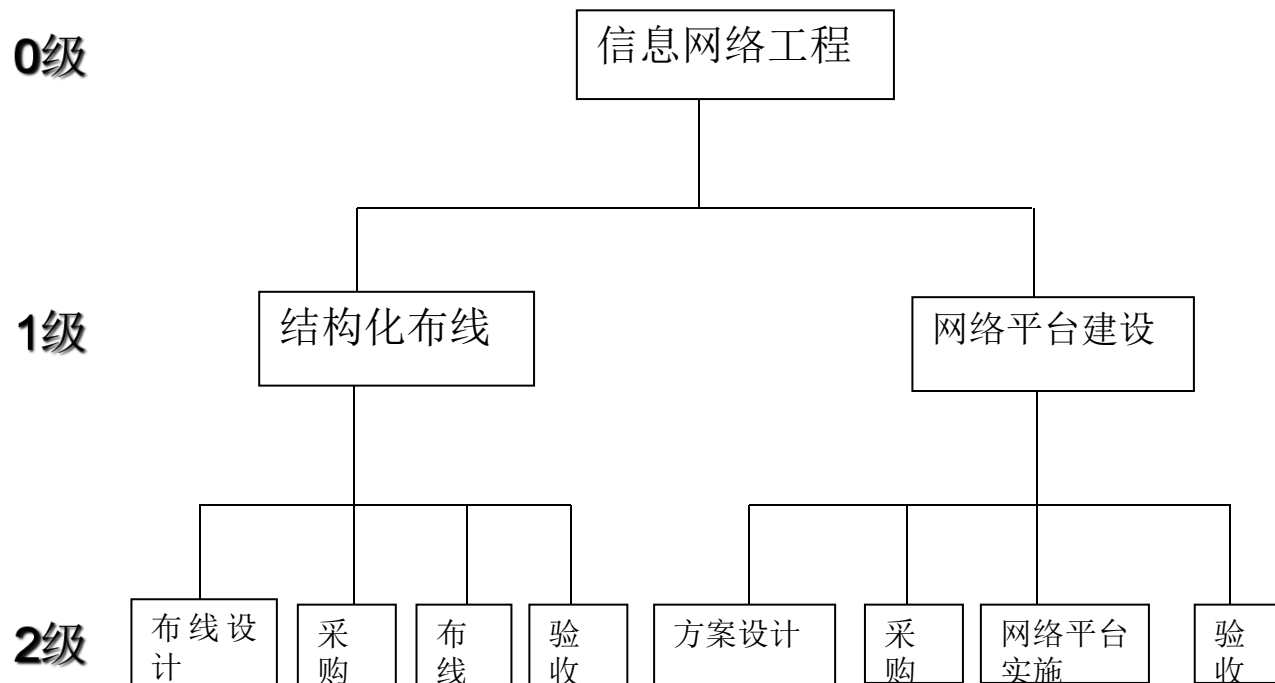 0级
信息网络工程
1级
结构化布线
网络平台建设
2级
布线设
计
采
购
布
线
验
收
方案设计
采
购
网络平台
实施
验
收